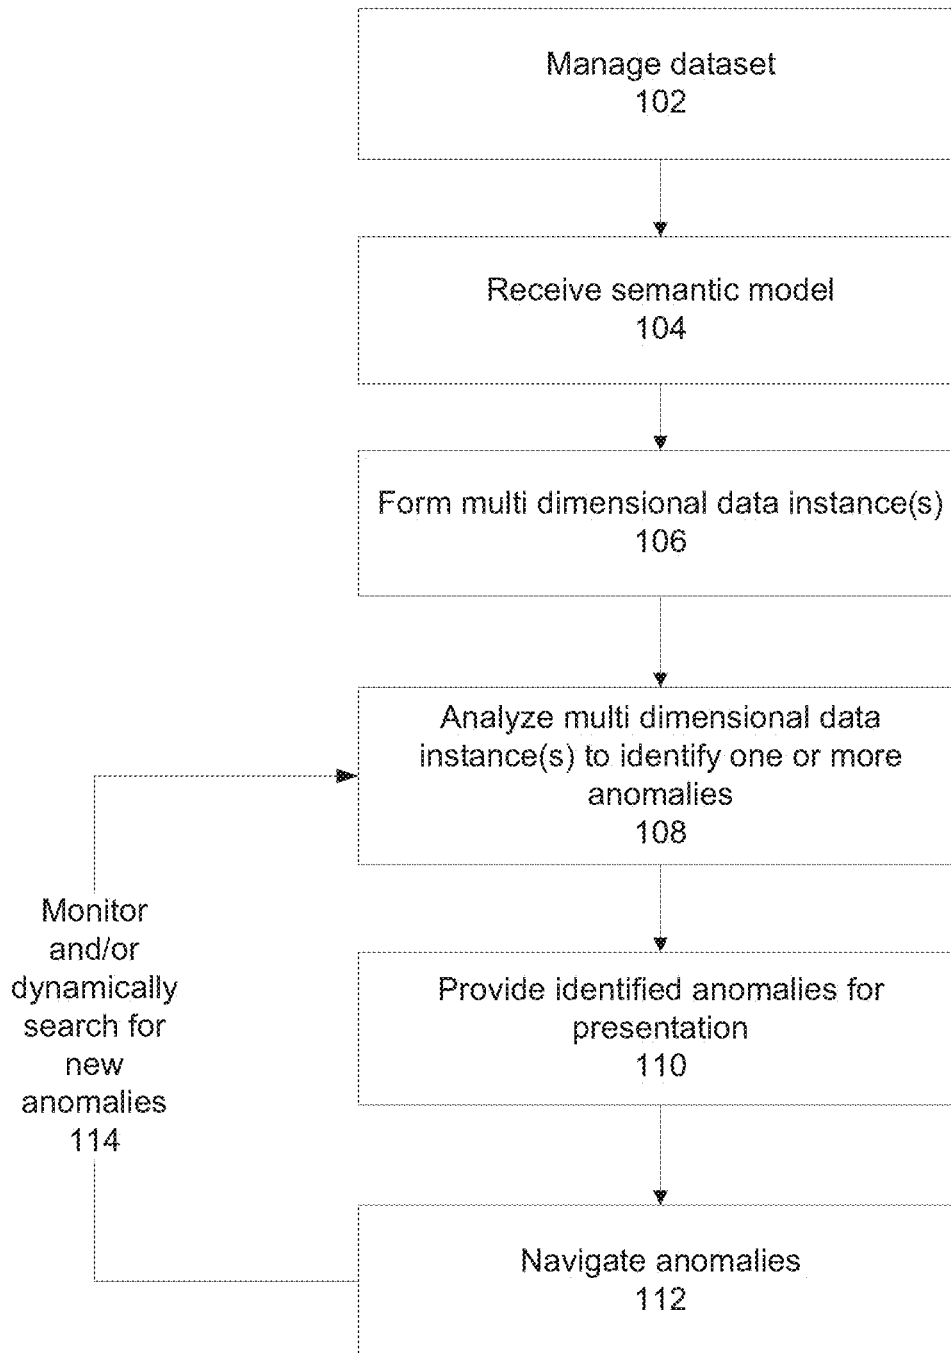 Manage dataset
102
Receive semantic model
104
Form multi dimensional data instance(s)
106
Analyze multi dimensional data
instance(s) to identify one or more
anomalies
108
Provide identified anomalies for
presentation
110
Navigate anomalies
112
Monitor
and/or
dynamically
search for
new
anomalies
114